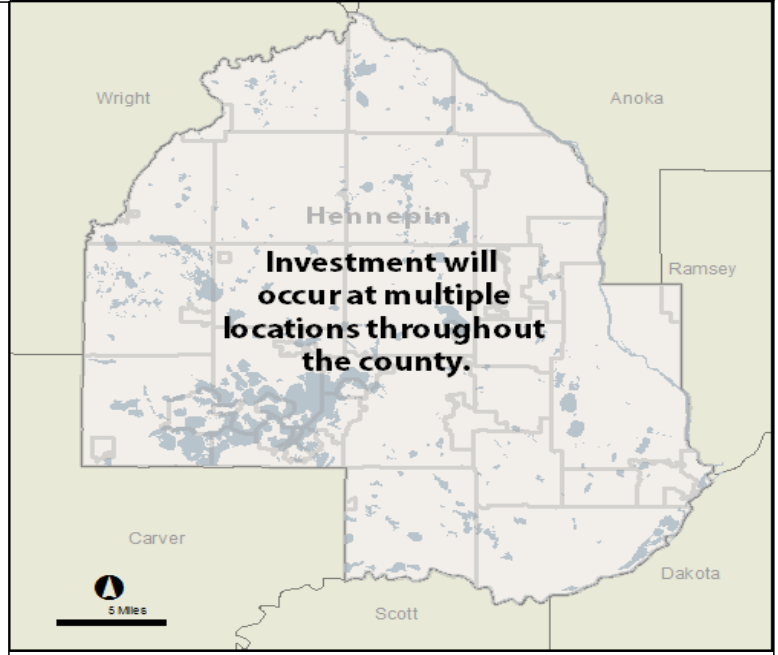 Wright
Anoka
Hennepin
Investment will
occur at multiple
locations throughout
the county.
Ramsey
Carver
Dakota
5 Miles
Scott